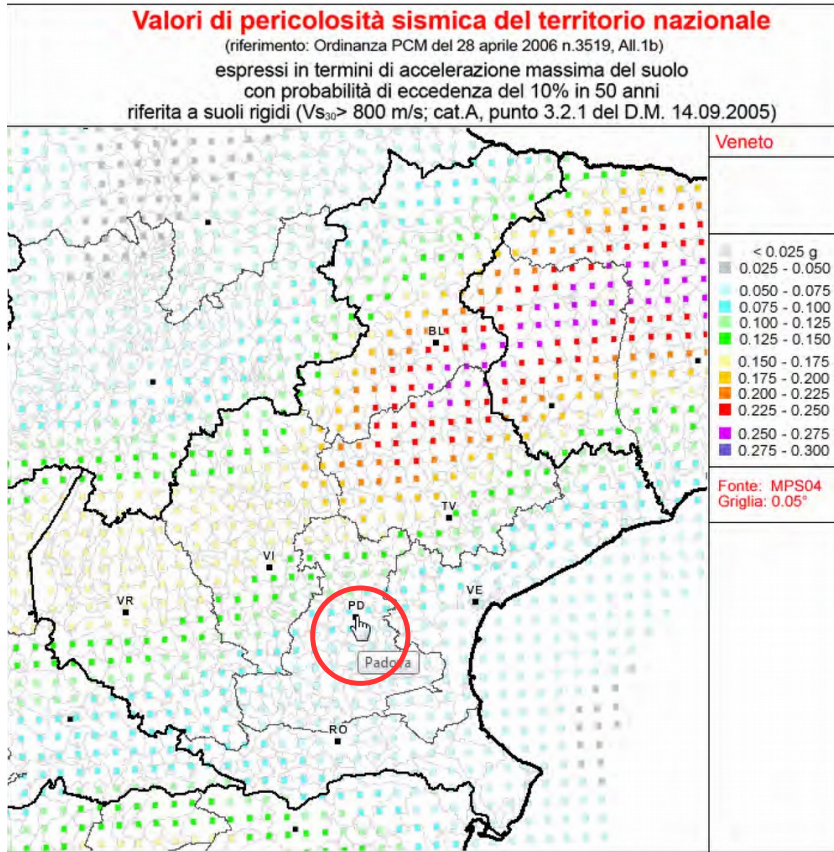 Valori di pericolosità sismica del territorio nazionale
(riferimento: Ordinanza PCM del 28 aprile 2006 n.3519, All.1b)
espressi in termini di accelerazione massima del suolo
con probabilità di eccedenza del 10% in 50 anni
riferita a suoli rigidi (Vs₃₀> 800 m/s; cat.A, punto 3.2.1 del D.M. 14.09.2005)
Veneto
< 0.025 g
0.025 - 0.050
0.050 - 0.075
0.075 - 0.100
0.100 - 0.125
0.125 - 0.150
0.150 - 0.175
0.175 - 0.200
0.200 - 0.225
0.225 - 0.250
0.250 - 0.275
0.275 - 0.300
Fonte: MPS04
Griglia: 0.05°
BL
TV
VI
VR
PD
VE
Padova
RO